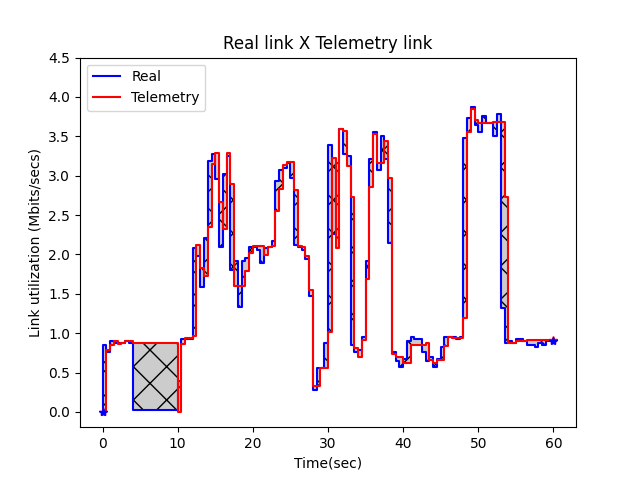 Real link X Telemetry link
Real
Telemetry
Link utilization (Mbits/secs)
4.5
4.0
3.5
3.0
2.5
2.0
1.5
1.0
0.5
0.0
0 10 20 30 40 50 60
Time(sec)